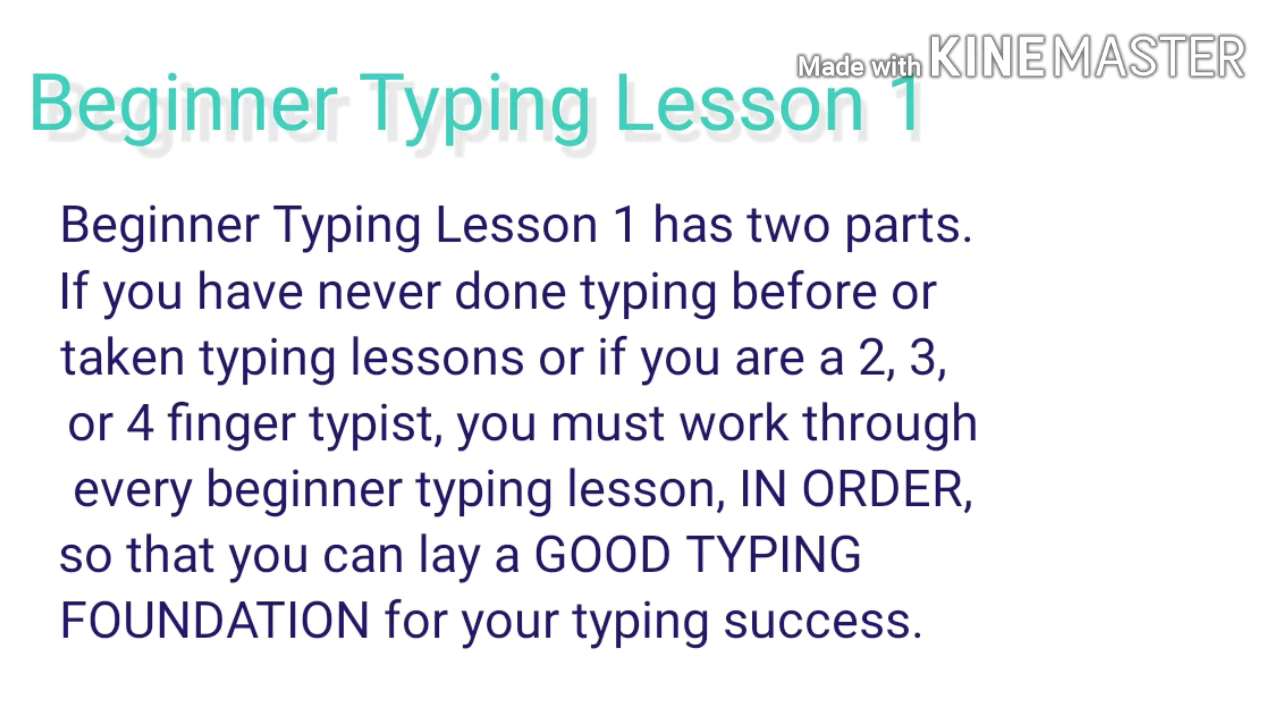 Made with KINEMASTER
Beginner Typing Lesson 1
Beginner Typing Lesson 1 has two parts.
If you have never done typing before or
taken typing lessons or if you are a 2, 3,
or 4 finger typist, you must work through
every beginner typing lesson, IN ORDER,
so that you can lay a GOOD TYPING
FOUNDATION for your typing success.